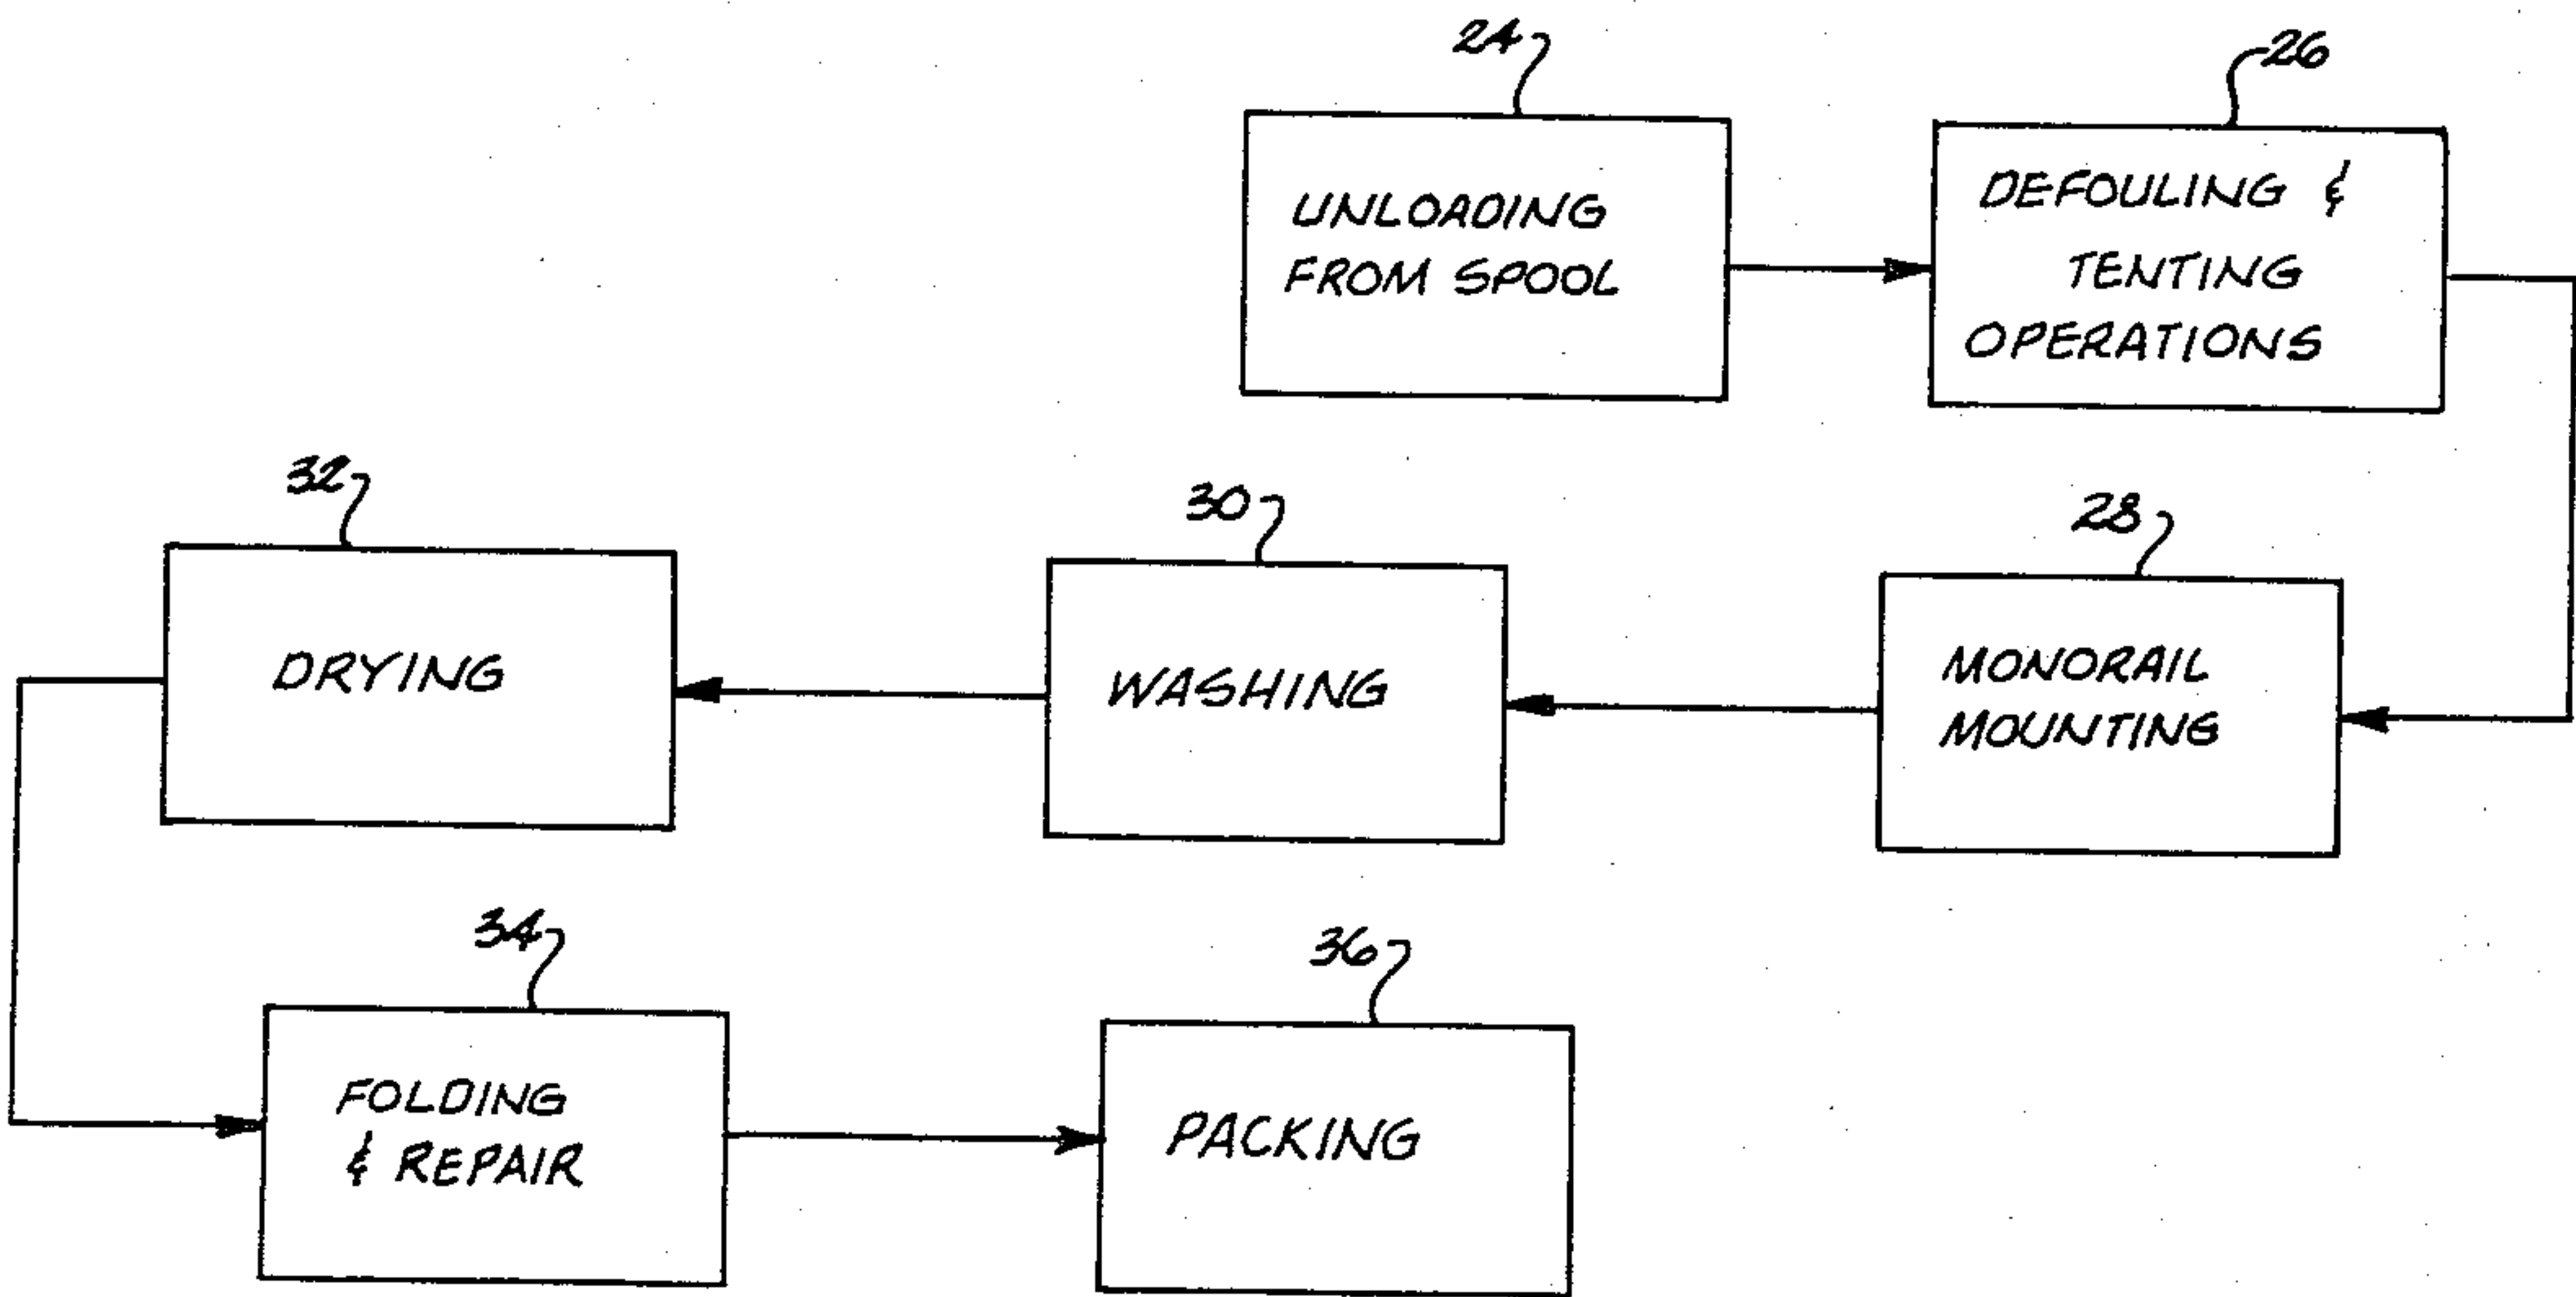 24
UNLOADING
FROM SPOOL
26
DEFOULING &
TENTING
OPERATIONS
28
MONORAIL
MOUNTING
30
WASHING
32
DRYING
34
FOLDING
& REPAIR
36
PACKING